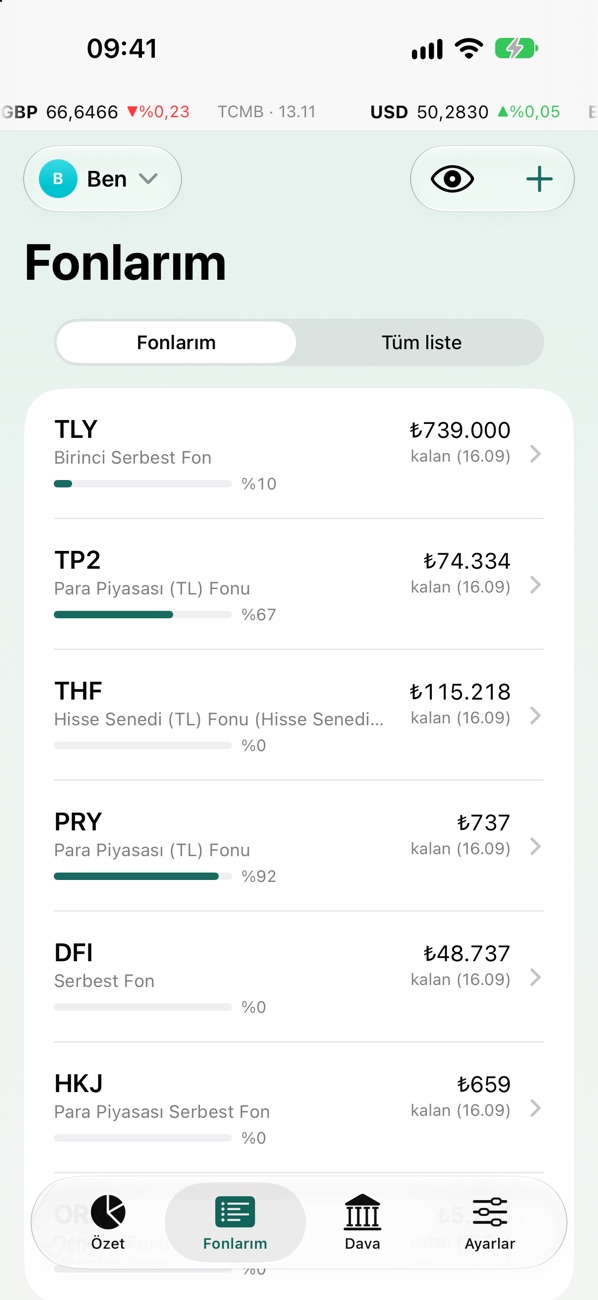 09:41
GBP 66,6466 ▼%0,23 TCMB · 13.11 USD 50,2830 ▲%0,05
B Ben
Fonlarım
Fonlarım Tüm liste
TLY ₺739.000
Birinci Serbest Fon kalan (16.09)
%10
TP2 ₺74.334
Para Piyasası (TL) Fonu kalan (16.09)
%67
THF ₺115.218
Hisse Senedi (TL) Fonu (Hisse Senedi... kalan (16.09)
%0
PRY ₺737
Para Piyasası (TL) Fonu kalan (16.09)
%92
DFI ₺48.737
Serbest Fon kalan (16.09)
%0
HKJ ₺659
Para Piyasası Serbest Fon kalan (16.09)
%0
Özet Fonlarım Dava Ayarlar
%0